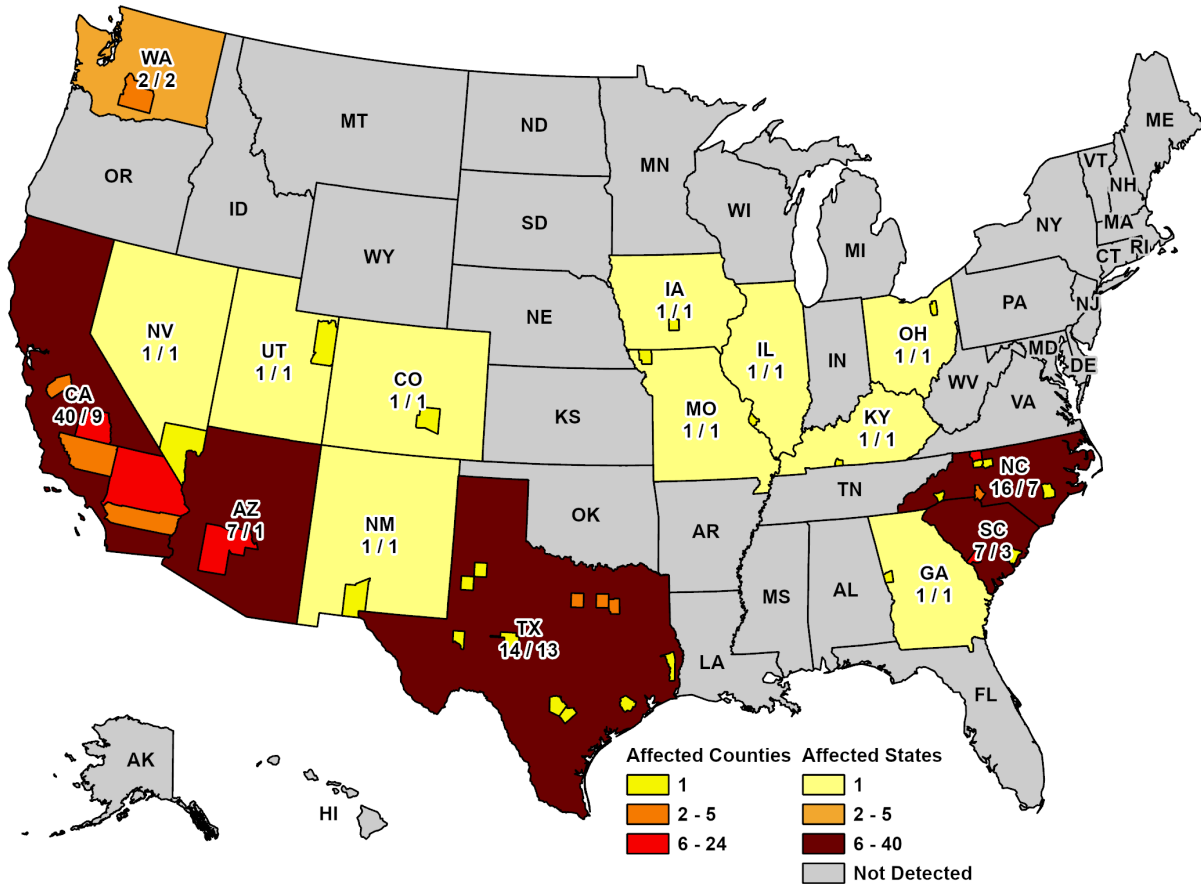 WA
2 / 2
MT
ND
MN
ME
VT
NH
OR
ID
SD
WI
MI
NY
MA
CT
RI
WY
IA
1 / 1
PA
NJ
NE
NV
1 / 1
UT
1 / 1
CO
1 / 1
IL
1 / 1
IN
OH
1 / 1
MD
DE
WV
VA
CA
40 / 9
KS
MO
1 / 1
KY
1 / 1
NC
16 / 7
AZ
7 / 1
NM
1 / 1
OK
AR
TN
SC
7 / 3
MS
AL
GA
1 / 1
TX
14 / 13
LA
FL
AK
HI
Affected Counties
1
2 - 5
6 - 24
Affected States
1
2 - 5
6 - 40
Not Detected